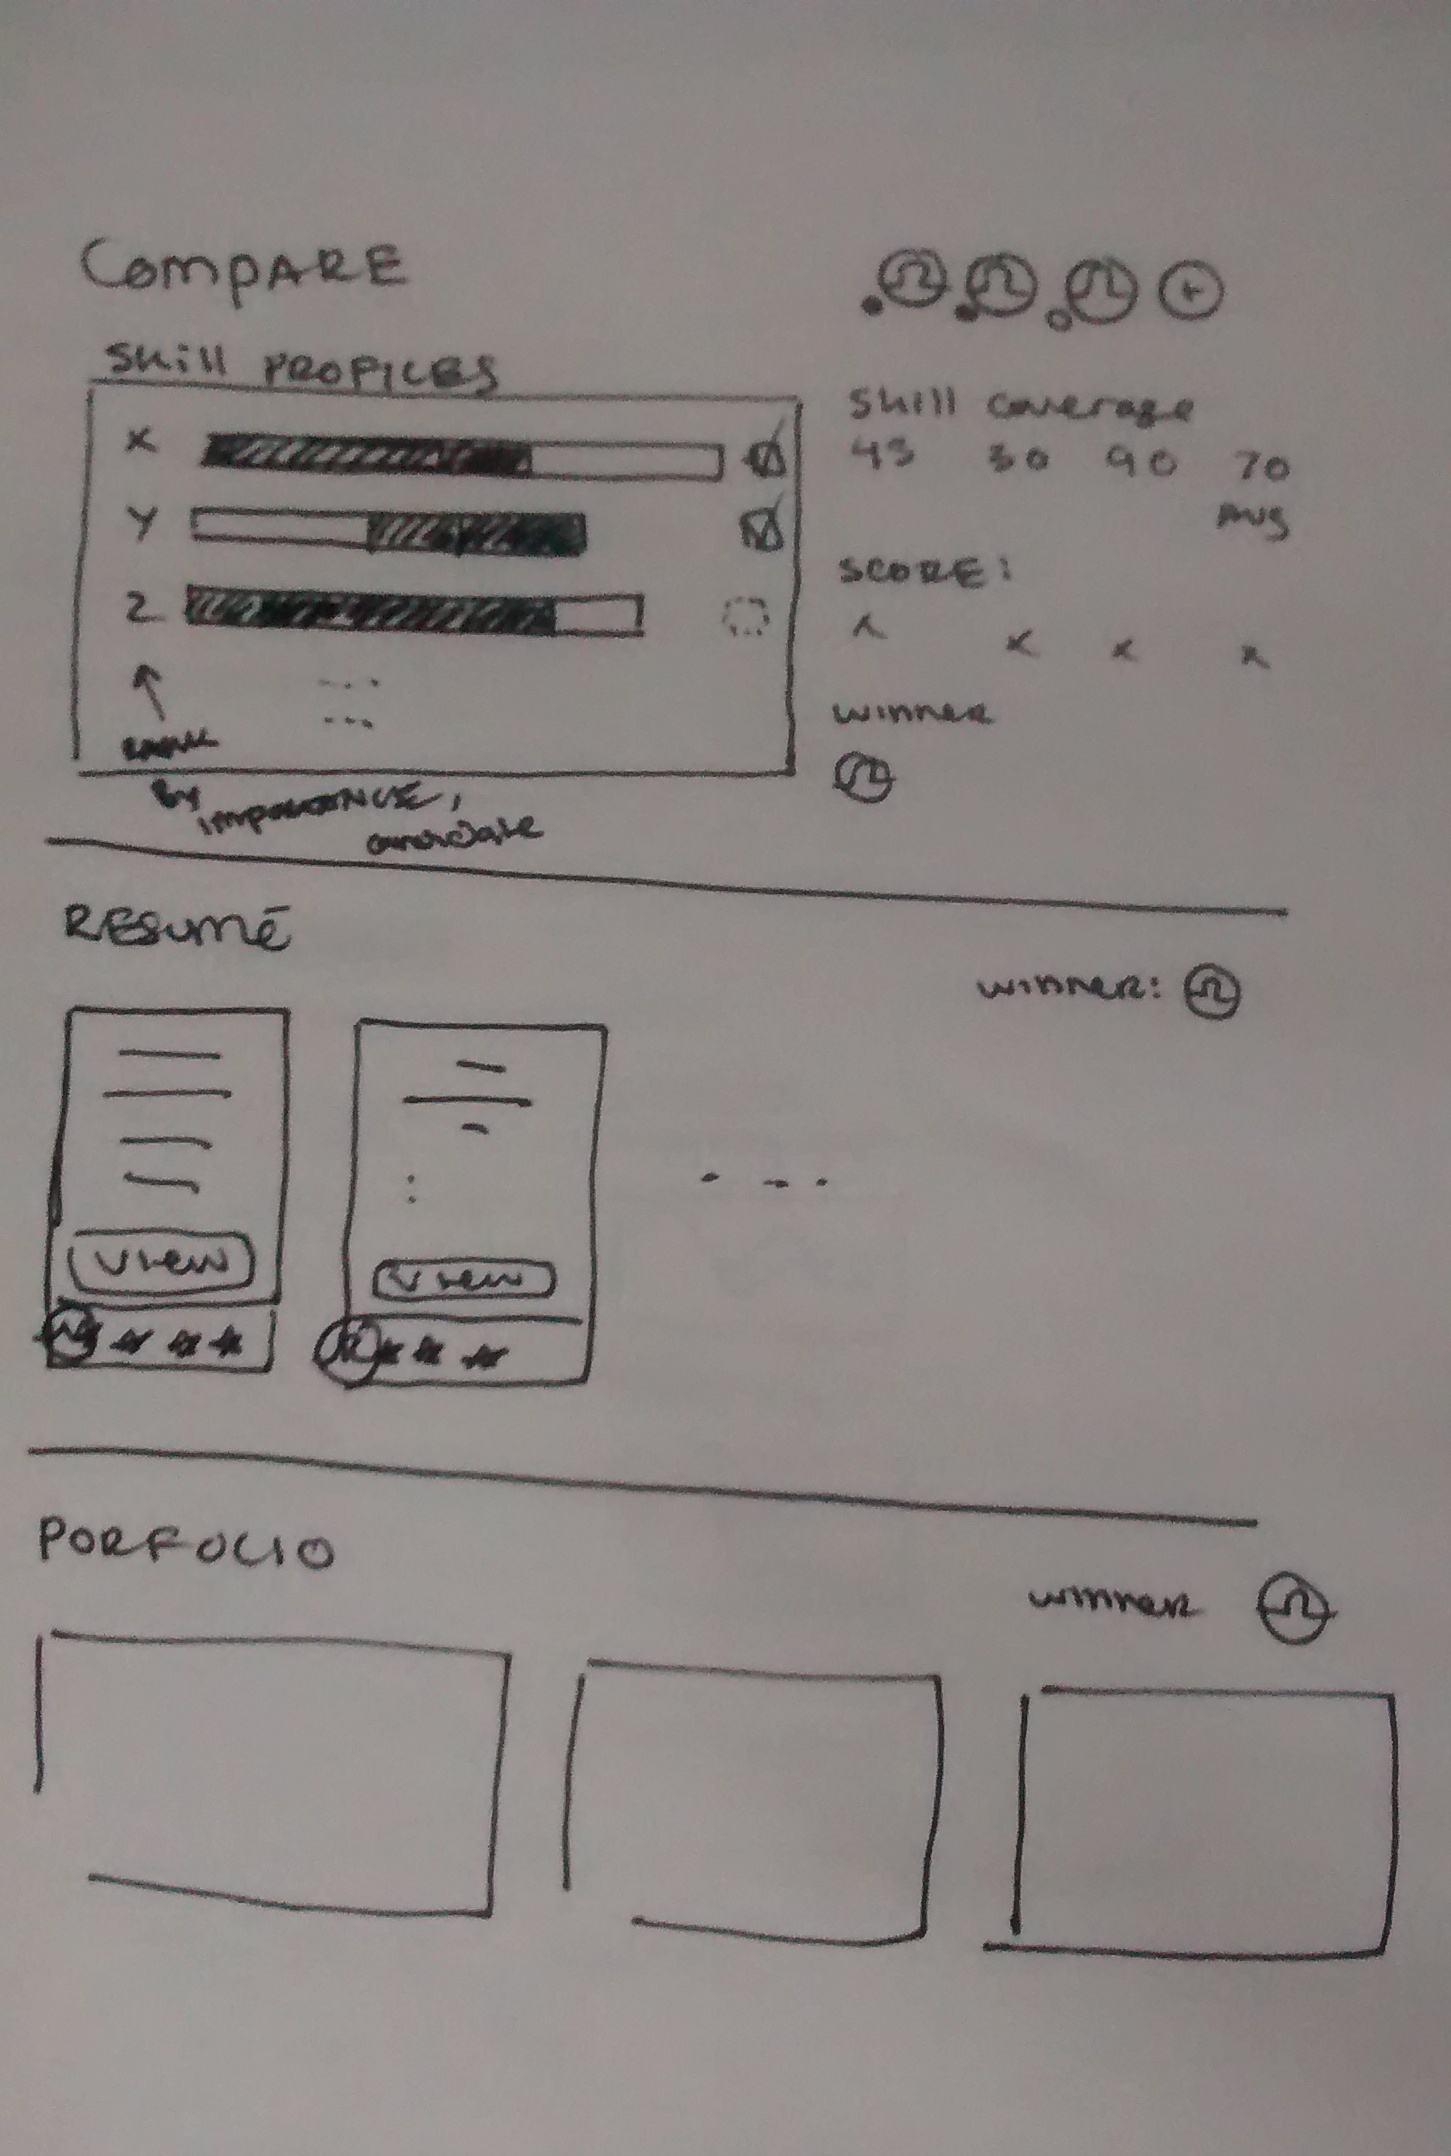 COMPARE
Skill PROFILES
X
Y
Z
RANK
By
IMPORTANCE,
candidate
Skill coverage
43 30 90 70
AVG
SCORE:
x x x x
winner
RESUMÉ
winner:
view
view
PORFOLIO
winner